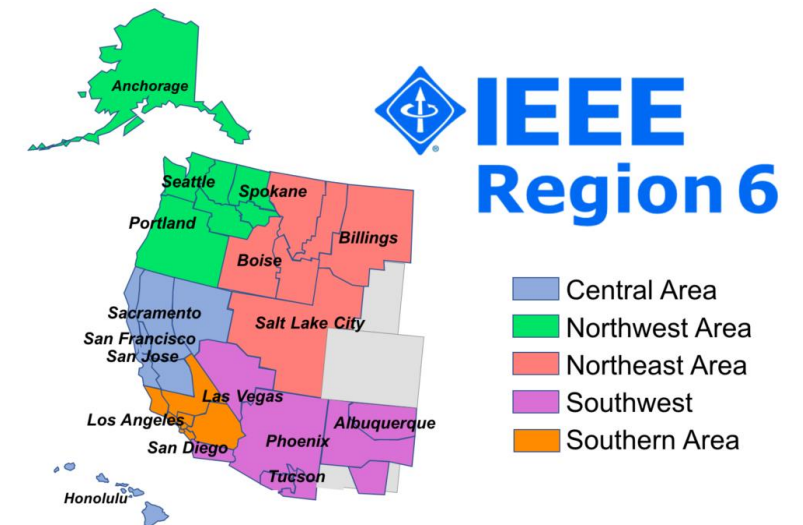 Anchorage
IEEE
Region 6
Seattle
Spokane
Portland
Billings
Boise
Sacramento
Salt Lake City
San Francisco
San Jose
Las Vegas
Los Angeles
Albuquerque
San Diego
Phoenix
Tucson
Honolulu
Central Area
Northwest Area
Northeast Area
Southwest
Southern Area
®